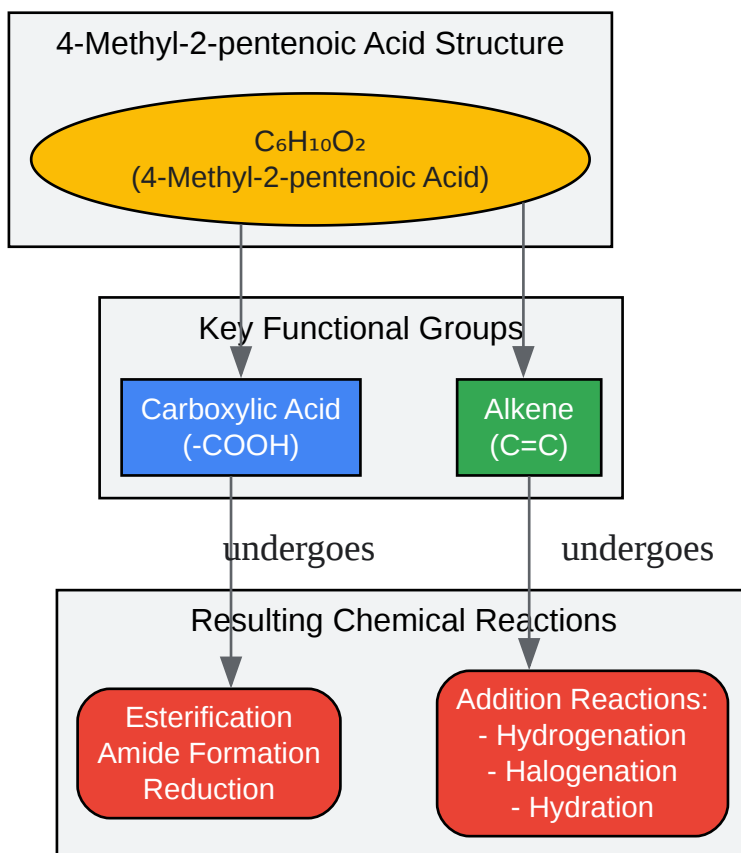 4-Methyl-2-pentenoic Acid Structure
C₆H₁₀O₂
(4-Methyl-2-pentenoic Acid)
Key Functional Groups
Carboxylic Acid
(-COOH)
Alkene
(C=C)
undergoes
undergoes
Resulting Chemical Reactions
Esterification
Amide Formation
Reduction
Addition Reactions:
- Hydrogenation
- Halogenation
- Hydration